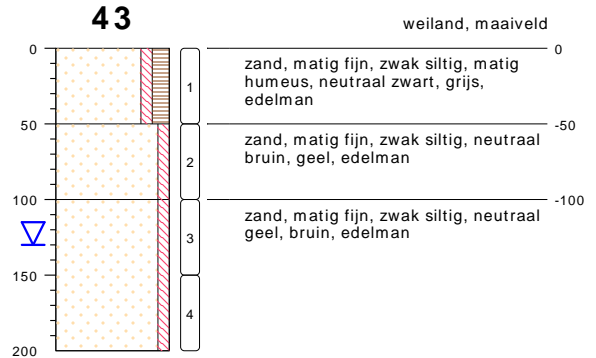 43
weiland, maaiveld
0
0
zand, matig fijn, zwak siltig, matig
humeus, neutraal zwart, grijs,
edelman
1
50
-50
zand, matig fijn, zwak siltig, neutraal
bruin, geel, edelman
2
100
-100
zand, matig fijn, zwak siltig, neutraal
geel, bruin, edelman
3
150
4
200